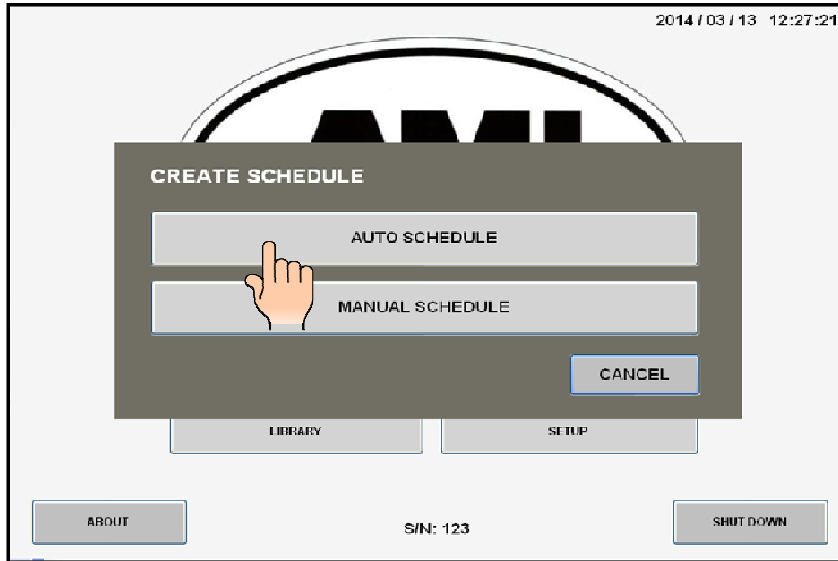 2014 / 03 / 13 12:27:21
AMI
CREATE SCHEDULE
AUTO SCHEDULE
MANUAL SCHEDULE
CANCEL
LIBRARY
SETUP
ABOUT
S/N: 123
SHUT DOWN